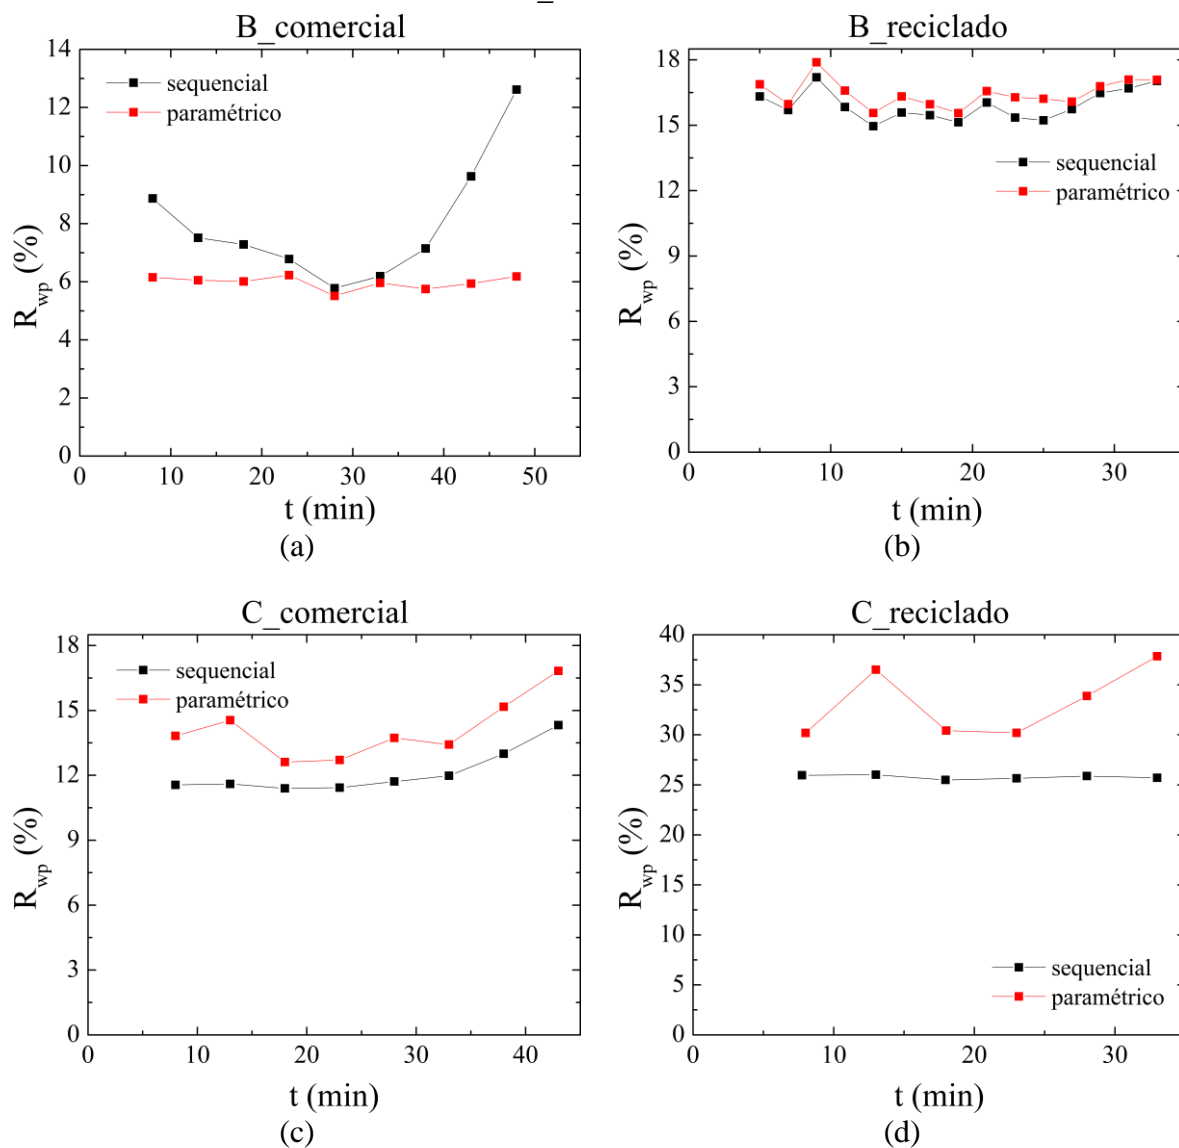 B_comercial
14
12
10
8
6
4
2
0
sequencial
paramétrico
R_wp (%)
10 20 30 40 50
t (min)
(a)
B_reciclado
18
15
12
9
6
3
0
sequencial
paramétrico
R_wp (%)
0 10 20 30
t (min)
(b)
C_comercial
18
15
12
9
6
3
0
sequencial
paramétrico
R_wp (%)
0 10 20 30 40
t (min)
(c)
C_reciclado
40
35
30
25
20
15
10
5
0
sequencial
paramétrico
R_wp (%)
0 10 20 30
t (min)
(d)